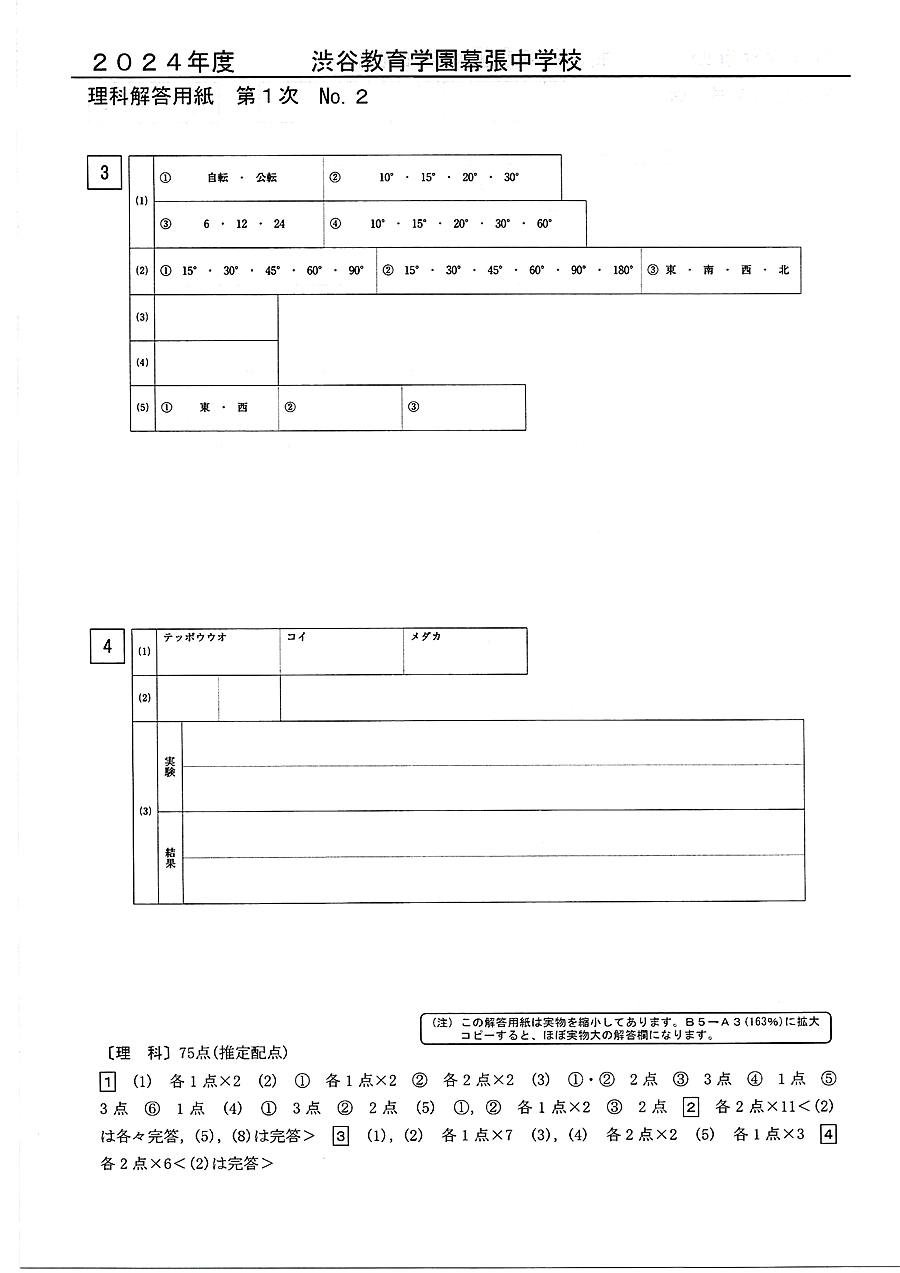 ２０２４年度　渋谷教育学園幕張中学校
理科解答用紙　第１次　No.２
3
(1)
①　自転 ・ 公転
②　10° ・ 15° ・ 20° ・ 30°
③　6 ・ 12 ・ 24
④　10° ・ 15° ・ 20° ・ 30° ・ 60°
(2)
① 15° ・ 30° ・ 45° ・ 60° ・ 90°
② 15° ・ 30° ・ 45° ・ 60° ・ 90° ・ 180°
③ 東 ・ 南 ・ 西 ・ 北
(3)
(4)
(5)
①　東 ・ 西
②
③
4
(1)
テッポウウオ
コイ
メダカ
(2)
(3)
実験
結果
(注) この解答用紙は実物を縮小してあります。Ｂ５→Ａ３(163%)に拡大
コピーすると、ほぼ実物大の解答欄になります。
〔理　科〕75点(推定配点)
1　(1)　各１点×2　(2)　①　各１点×2　②　各２点×2　(3)　①・②　２点　③　３点　④　１点　⑤
３点　⑥　１点　(4)　①　３点　②　２点　(5)　①, ②　各１点×2　③　２点　2　各２点×11＜(2)
は各々完答, (5), (8)は完答＞　3　(1), (2)　各１点×7　(3), (4)　各２点×2　(5)　各１点×3　4
各２点×6＜(2)は完答＞